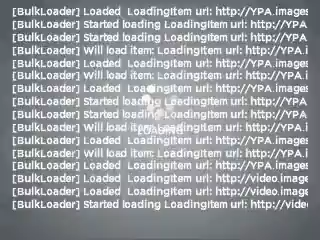 [BulkLoader] Loaded LoadingItem url: http://YPA.images
[BulkLoader] Started loading LoadingItem url: http://YPA
[BulkLoader] Started loading LoadingItem url: http://YPA
[BulkLoader] Will load item: LoadingItem url: http://YPA.i
[BulkLoader] Loaded LoadingItem url: http://YPA.images
[BulkLoader] Will load item: LoadingItem url: http://YPA.i
[BulkLoader] Loaded LoadingItem url: http://YPA.images
[BulkLoader] Started loading LoadingItem url: http://YPA
[BulkLoader] Started loading LoadingItem url: http://YPA
[BulkLoader] Will load item: LoadingItem url: http://YPA.i
LOADING
[BulkLoader] Loaded LoadingItem url: http://YPA.images
[BulkLoader] Will load item: LoadingItem url: http://YPA.i
[BulkLoader] Loaded LoadingItem url: http://YPA.images
[BulkLoader] Loaded LoadingItem url: http://video.image
[BulkLoader] Loaded LoadingItem url: http://video.image
[BulkLoader] Started loading LoadingItem url: http://vide